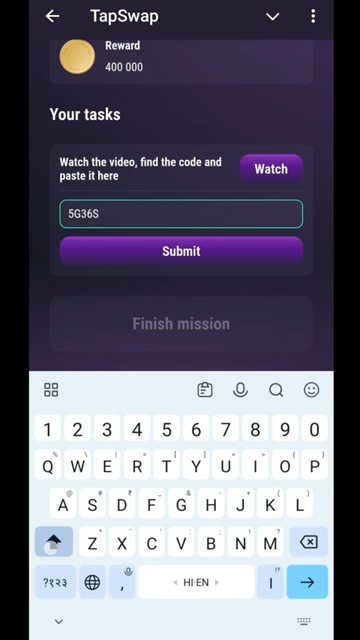 TapSwap
Reward
400 000
Your tasks
Watch the video, find the code and
paste it here
Watch
5G36S
Submit
Finish mission
1 2 3 4 5 6 7 8 9 0
Q W E R T Y U I O P
A S D F G H J K L
Z X C V B N M
?१२३ , HI·EN । →